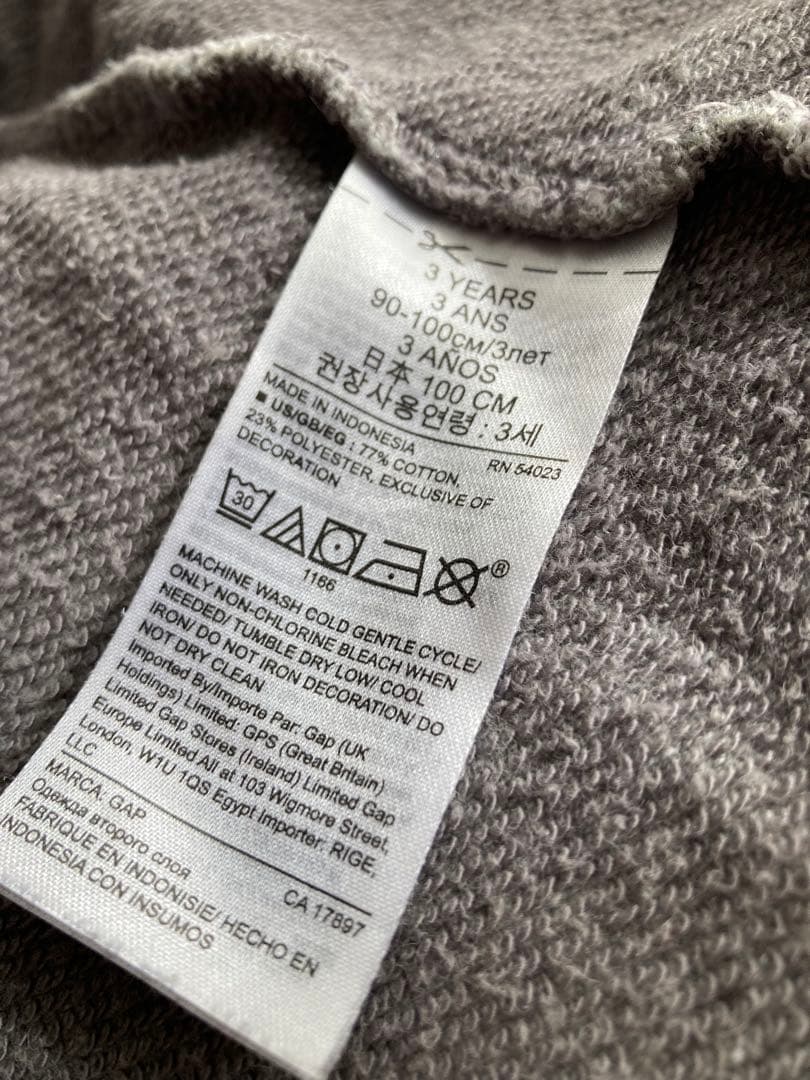 3 YEARS
3 ANS
90-100см/3лет
3 AÑOS
日本 100 CM
권장사용연령 : 3세
MADE IN INDONESIA
RN 54023
■ US/GB/EG : 77% COTTON,
23% POLYESTER, EXCLUSIVE OF
DECORATION
30
®
1166
MACHINE WASH COLD GENTLE CYCLE/
ONLY NON-CHLORINE BLEACH WHEN
NEEDED/ TUMBLE DRY LOW/ COOL
IRON/ DO NOT IRON DECORATION/ DO
NOT DRY CLEAN
Imported By/Importe Par: Gap (UK
Holdings) Limited: GPS (Great Britain)
Limited Gap Stores (Ireland) Limited Gap
Europe Limited All at 103 Wigmore Street,
London, W1U 1QS Egypt Importer: RIGE,
LLC
CA 17897
MARCA. GAP
Одежда второго слоя
FABRIQUE EN INDONISIE/ HECHO EN
INDONESIA CON INSUMOS